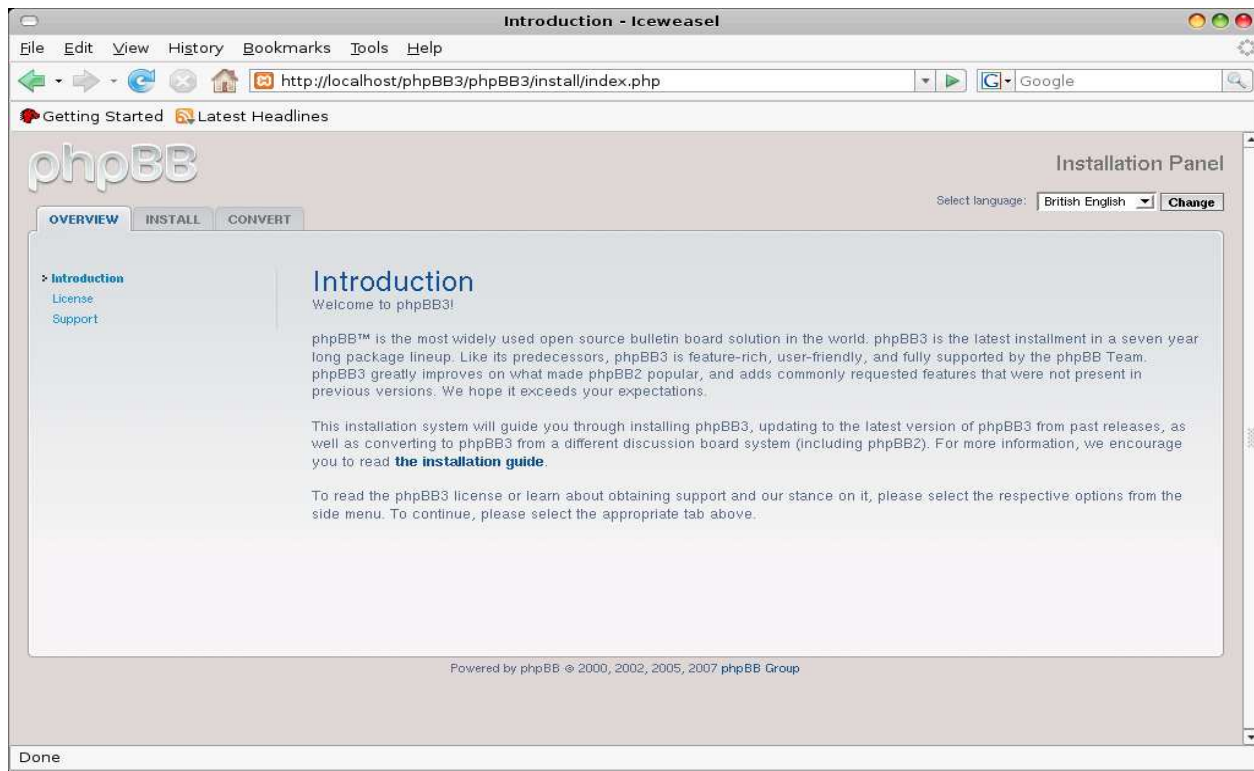 Introduction - Iceweasel
File Edit View History Bookmarks Tools Help
http://localhost/phpBB3/phpBB3/install/index.php
G Google
Getting Started Latest Headlines
phpBB
Installation Panel
Select language: British English Change
OVERVIEW INSTALL CONVERT
Introduction
License
Support
Introduction
Welcome to phpBB3!
phpBB™ is the most widely used open source bulletin board solution in the world. phpBB3 is the latest installment in a seven year
long package lineup. Like its predecessors, phpBB3 is feature-rich, user-friendly, and fully supported by the phpBB Team.
phpBB3 greatly improves on what made phpBB2 popular, and adds commonly requested features that were not present in
previous versions. We hope it exceeds your expectations.
This installation system will guide you through installing phpBB3, updating to the latest version of phpBB3 from past releases, as
well as converting to phpBB3 from a different discussion board system (including phpBB2). For more information, we encourage
you to read the installation guide.
To read the phpBB3 license or learn about obtaining support and our stance on it, please select the respective options from the
side menu. To continue, please select the appropriate tab above.
Powered by phpBB © 2000, 2002, 2005, 2007 phpBB Group
Done